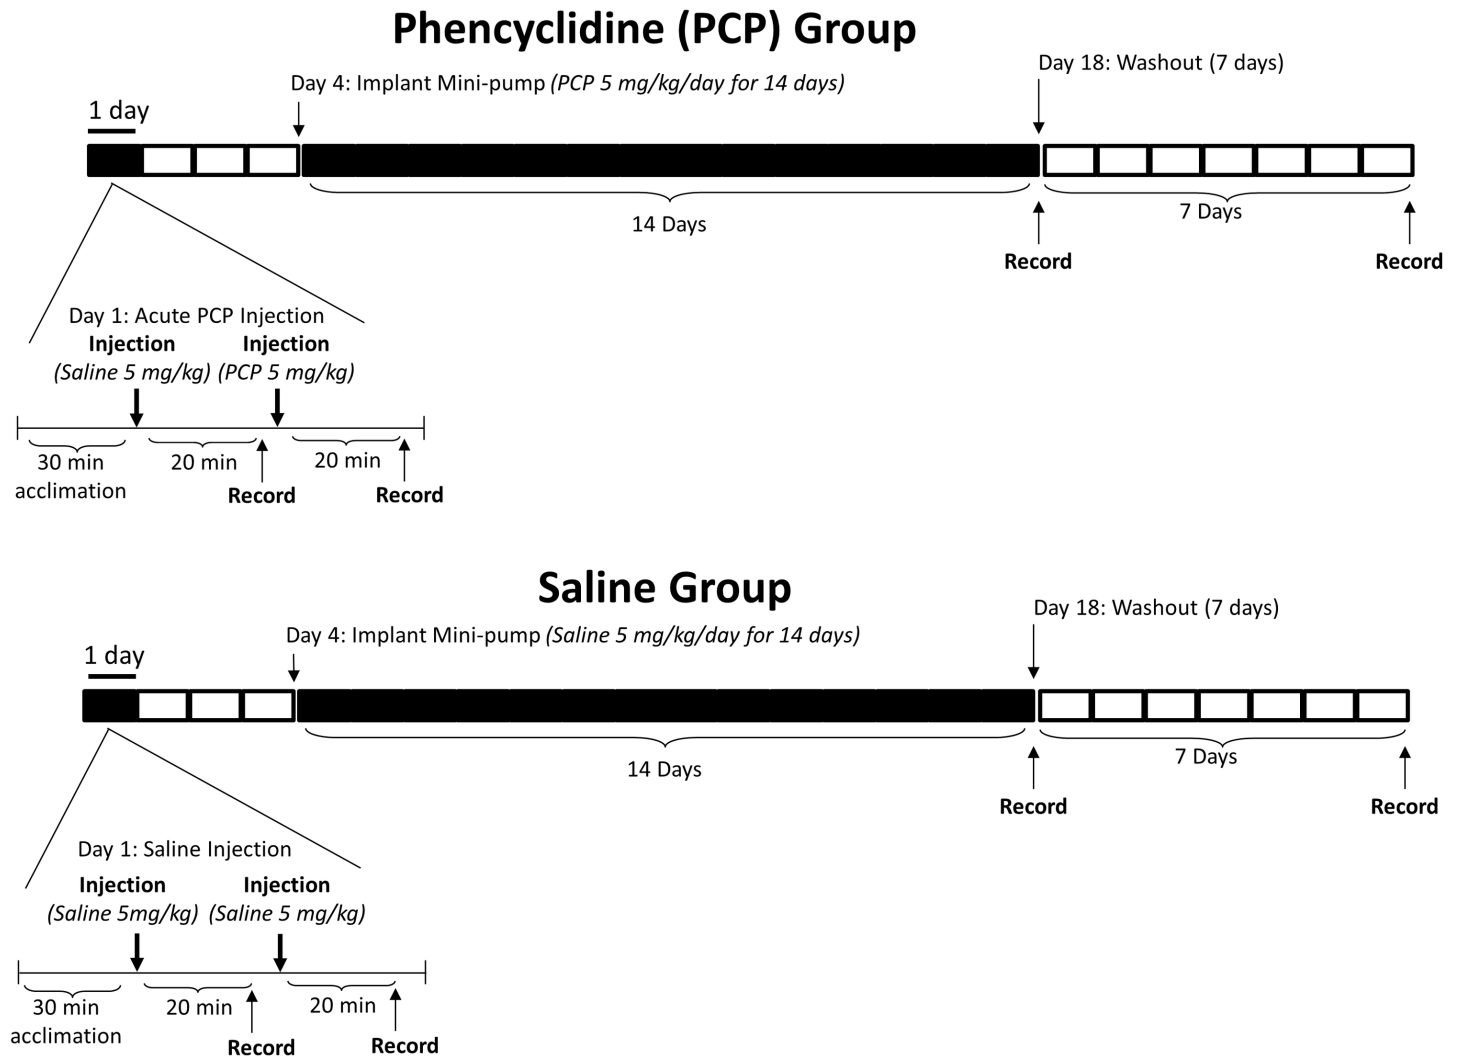 Phencyclidine (PCP) Group
Day 18: Washout (7 days)
Day 4: Implant Mini-pump (PCP 5 mg/kg/day for 14 days)
1 day
14 Days
7 Days
Record
Record
Day 1: Acute PCP Injection
Injection
Injection
(Saline 5 mg/kg)
(PCP 5 mg/kg)
30 min
acclimation
20 min
20 min
Record
Record
Saline Group
Day 18: Washout (7 days)
Day 4: Implant Mini-pump (Saline 5 mg/kg/day for 14 days)
1 day
14 Days
7 Days
Record
Record
Day 1: Saline Injection
Injection
Injection
(Saline 5mg/kg)
(Saline 5 mg/kg)
30 min
acclimation
20 min
20 min
Record
Record